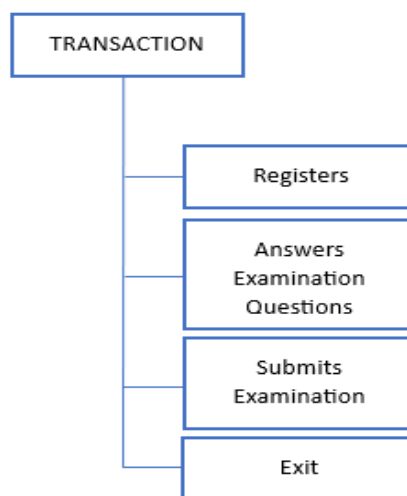 TRANSACTION
Registers
Answers
Examination
Questions
Submits
Examination
Exit